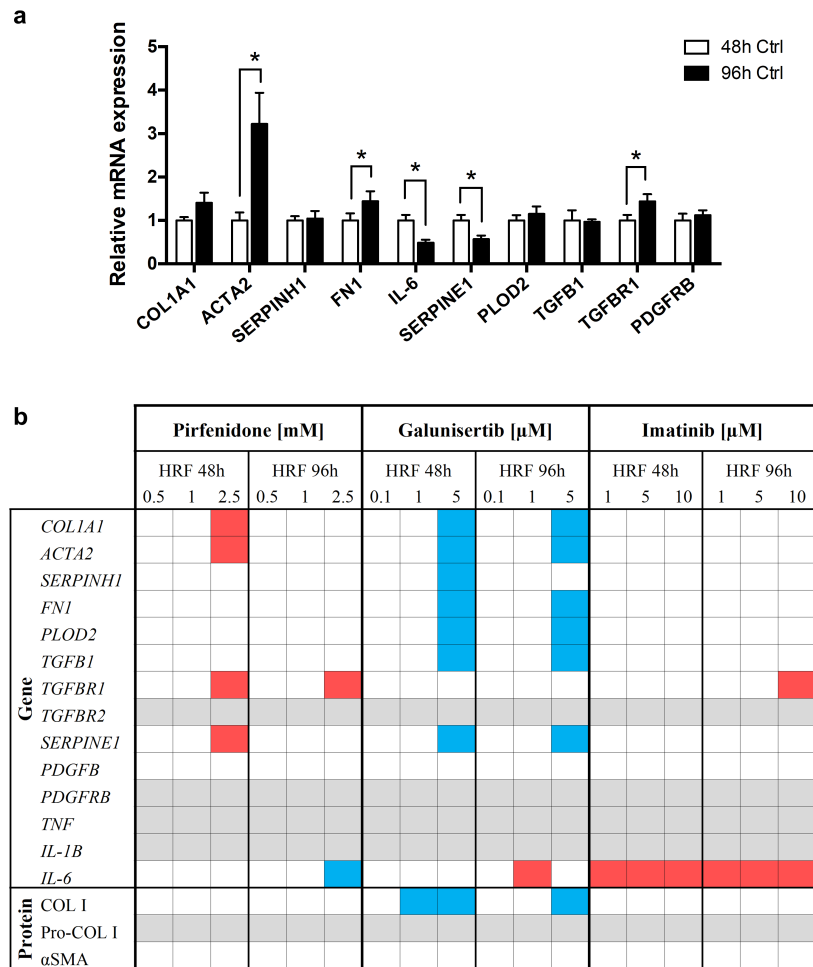 a
Relative mRNA expression
5
4
3
2
1
0
48h Ctrl
96h Ctrl
*
*
*
*
*
COL1A1
ACTA2
SERPINH1
FN1
IL-6
SERPINE1
PLOD2
TGFB1
TGFBR1
PDGFRB
b
Pirfenidone [mM] Galunisertib [µM] Imatinib [µM]
HRF 48h HRF 96h HRF 48h HRF 96h HRF 48h HRF 96h
0.5 1 2.5 0.5 1 2.5 0.1 1 5 0.1 1 5 1 5 10 1 5 10
Gene
COL1A1
ACTA2
SERPINH1
FN1
PLOD2
TGFB1
TGFBR1
TGFBR2
SERPINE1
PDGFB
PDGFRB
TNF
IL-1B
IL-6
Protein
COL I
Pro-COL I
αSMA